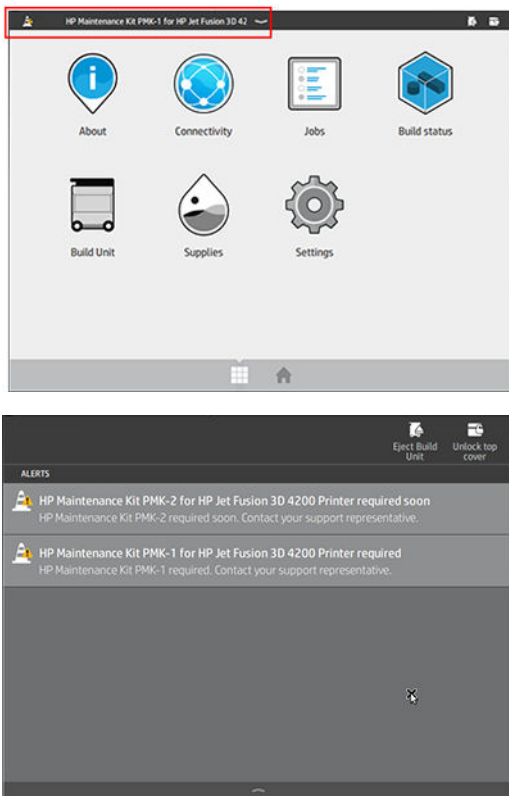 HP Maintenance Kit PMK-1 for HP Jet Fusion 3D 42
About Connectivity Jobs Build status
Build Unit Supplies Settings
Eject Build Unlock top
Unit cover
ALERTS
HP Maintenance Kit PMK-2 for HP Jet Fusion 3D 4200 Printer required soon
HP Maintenance Kit PMK-2 required soon. Contact your support representative.
HP Maintenance Kit PMK-1 for HP Jet Fusion 3D 4200 Printer required
HP Maintenance Kit PMK-1 required. Contact your support representative.